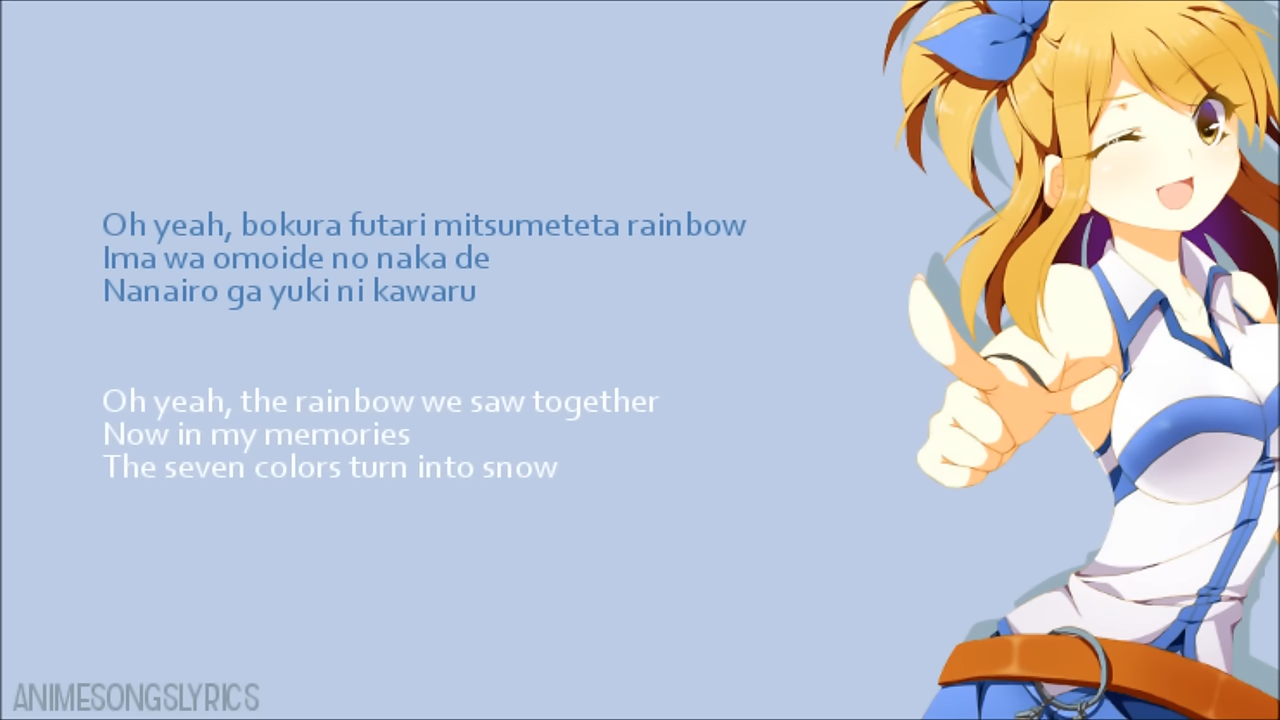 Oh yeah, bokura futari mitsumeteta rainbow
Ima wa omoide no naka de
Nanairo ga yuki ni kawaru
Oh yeah, the rainbow we saw together
Now in my memories
The seven colors turn into snow
ANIMESONGSLYRICS